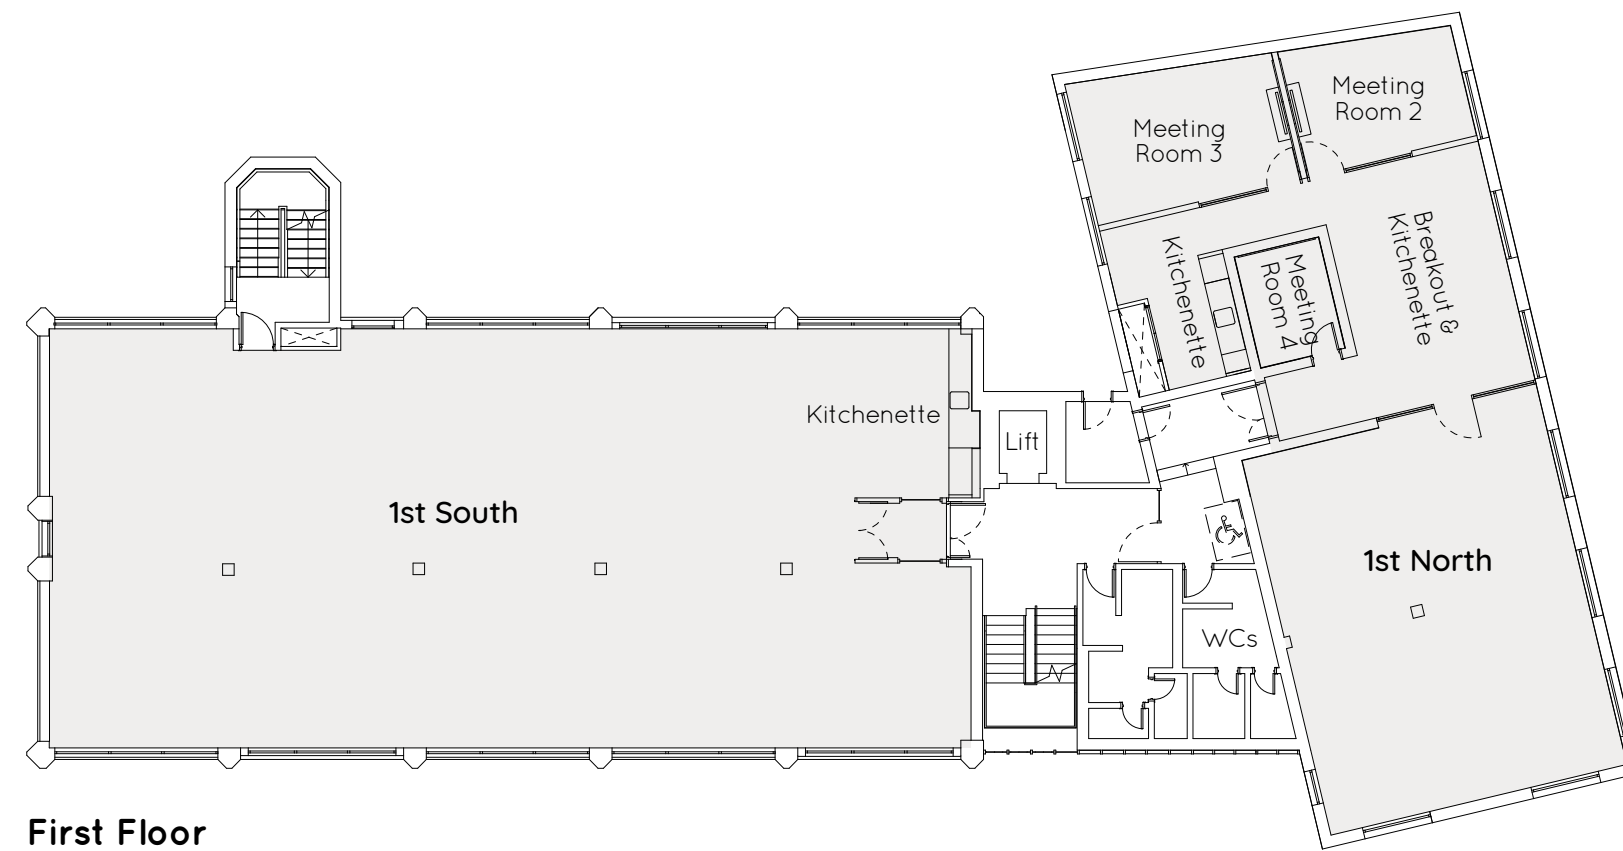 Meeting
Room 2
Meeting
Room 3
Breakout &
Kitchenette
Kitchenette
Meeting
Room 4
Kitchenette
Lift
1st South
1st North
WCs
First Floor